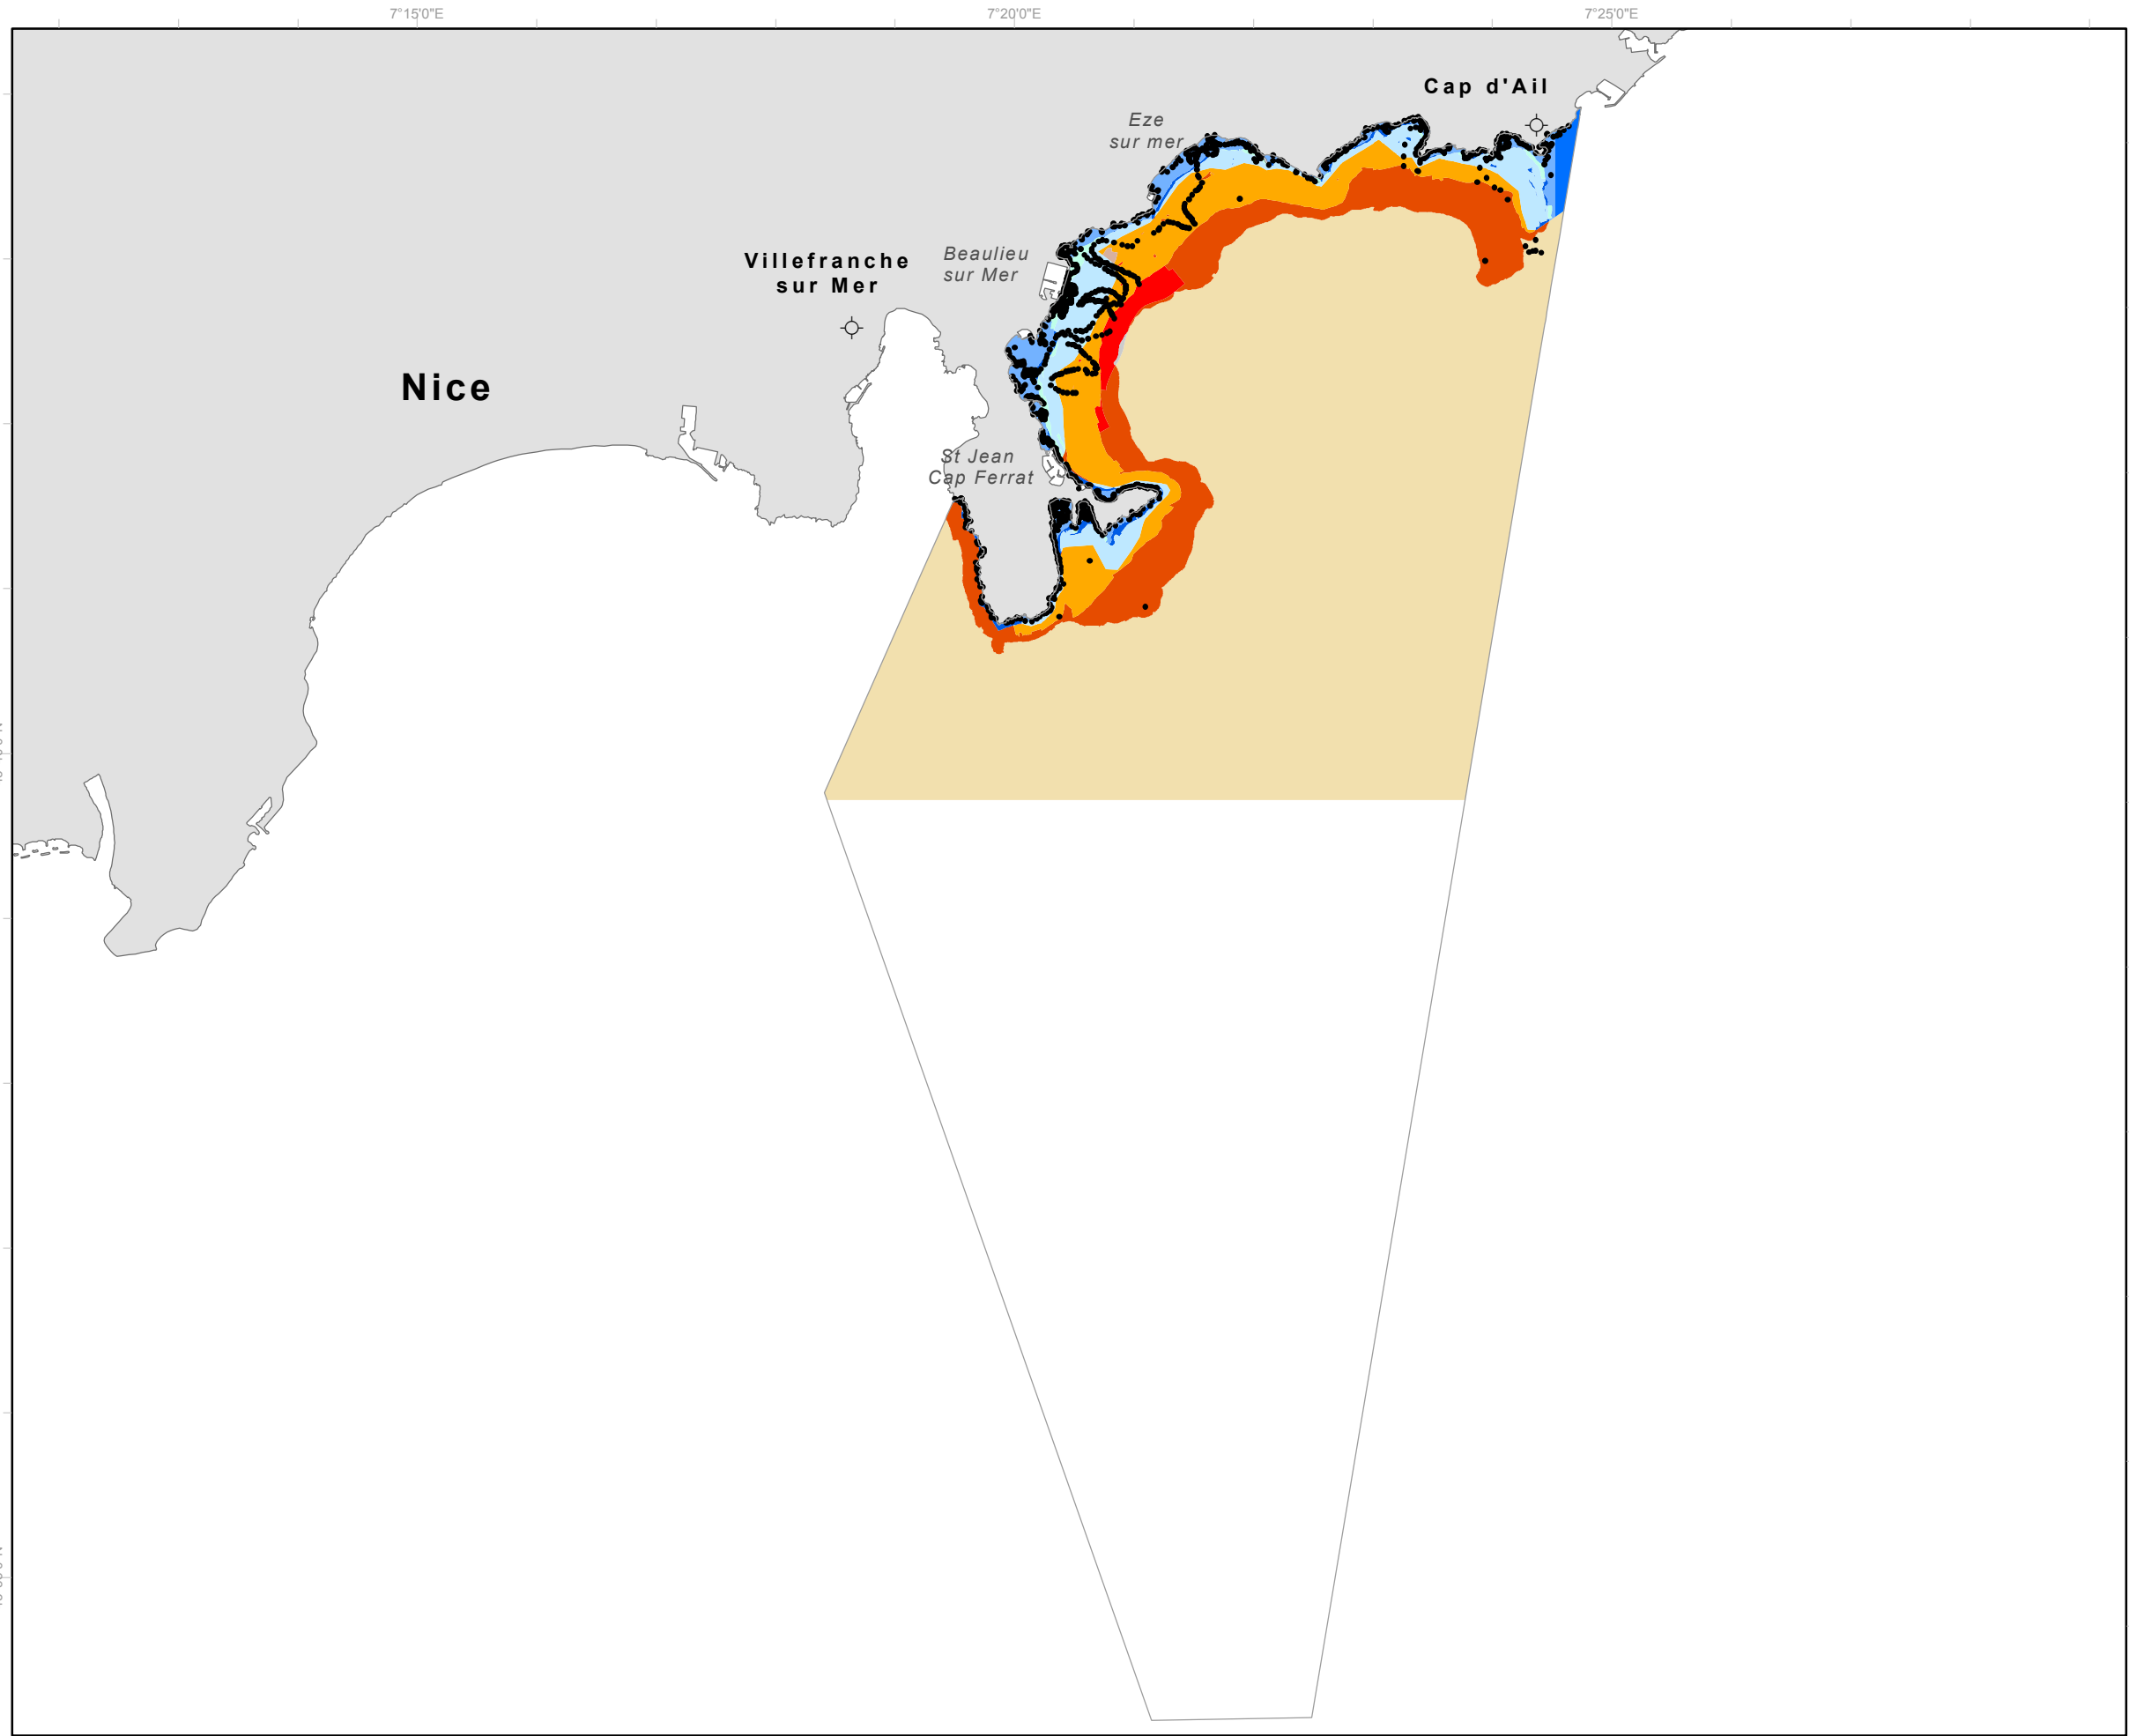 7°15'0"E
7°20'0"E
7°25'0"E
Cap d'Ail
Eze
sur mer
Villefranche
sur Mer
Beaulieu
sur Mer
Nice
St Jean
Cap Ferrat